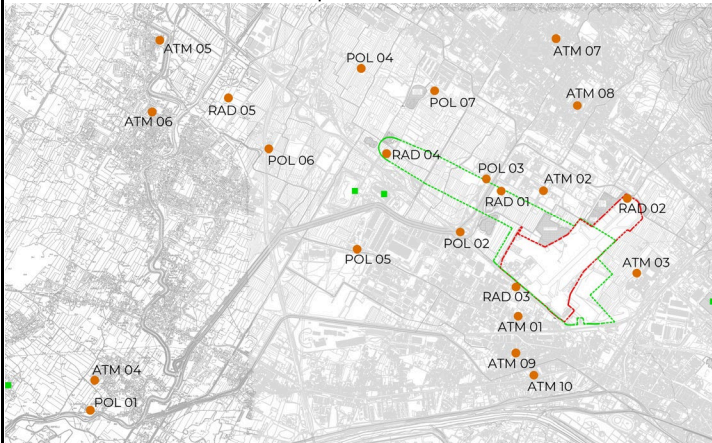 ATM 05
ATM 07
POL 04
ATM 08
POL 07
RAD 05
ATM 06
RAD 04
POL 06
POL 03
ATM 02
RAD 01
RAD 02
POL 02
POL 05
ATM 03
RAD 03
ATM 01
ATM 09
ATM 04
ATM 10
POL 01